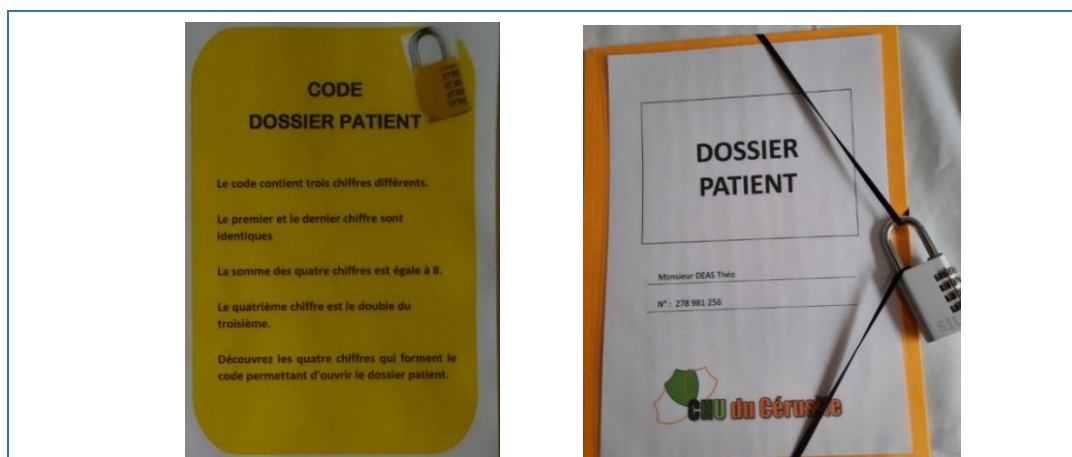 CODE
DOSSIER PATIENT
Le code contient trois chiffres différents.
Le premier et le dernier chiffre sont
identiques
La somme des quatre chiffres est égale à 8.
Le quatrième chiffre est le double du
troisième.
Découvrez les quatre chiffres qui forment le
code permettant d'ouvrir le dossier patient.
DOSSIER
PATIENT
Monsieur DEAS Théo
N° : 278 981 256
CHU du Cérusite